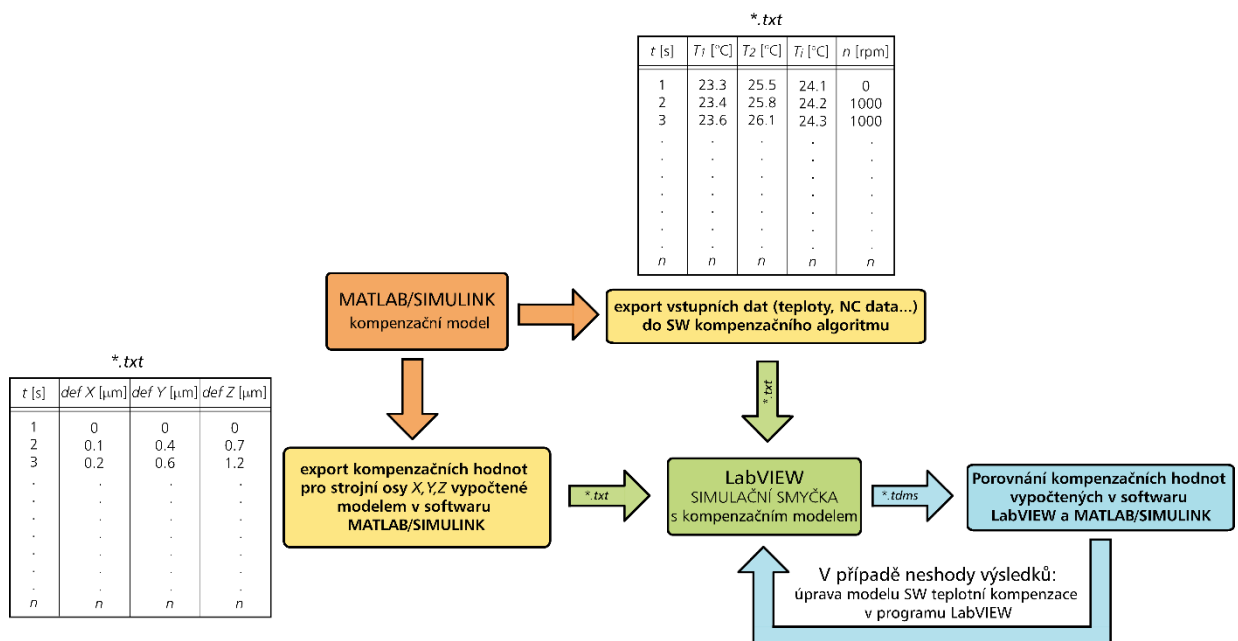 *.txt
t [s] T1 [°C] T2 [°C] Ti [°C] n [rpm]
1 23.3 25.5 24.1 0
2 23.4 25.8 24.2 1000
3 23.6 26.1 24.3 1000
. . . . .
. . . . .
. . . . .
. . . . .
. . . . .
. . . . .
. . . . .
n n n n n
MATLAB/SIMULINK
kompenzační model
export vstupních dat (teploty, NC data...)
do SW kompenzačního algoritmu
*.txt
*.txt
t [s] def X [µm] def Y [µm] def Z [µm]
1 0 0 0
2 0.1 0.4 0.7
3 0.2 0.6 1.2
. . . .
. . . .
. . . .
. . . .
. . . .
. . . .
. . . .
n n n n
export kompenzačních hodnot
pro strojní osy X,Y,Z vypočtené
modelem v softwaru
MATLAB/SIMULINK
*.txt
LabVIEW
SIMULAČNÍ SMYČKA
s kompenzačním modelem
*.tdms
Porovnání kompenzačních hodnot
vypočtených v softwaru
LabVIEW a MATLAB/SIMULINK
V případě neshody výsledků:
úprava modelu SW teplotní kompenzace
v programu LabVIEW